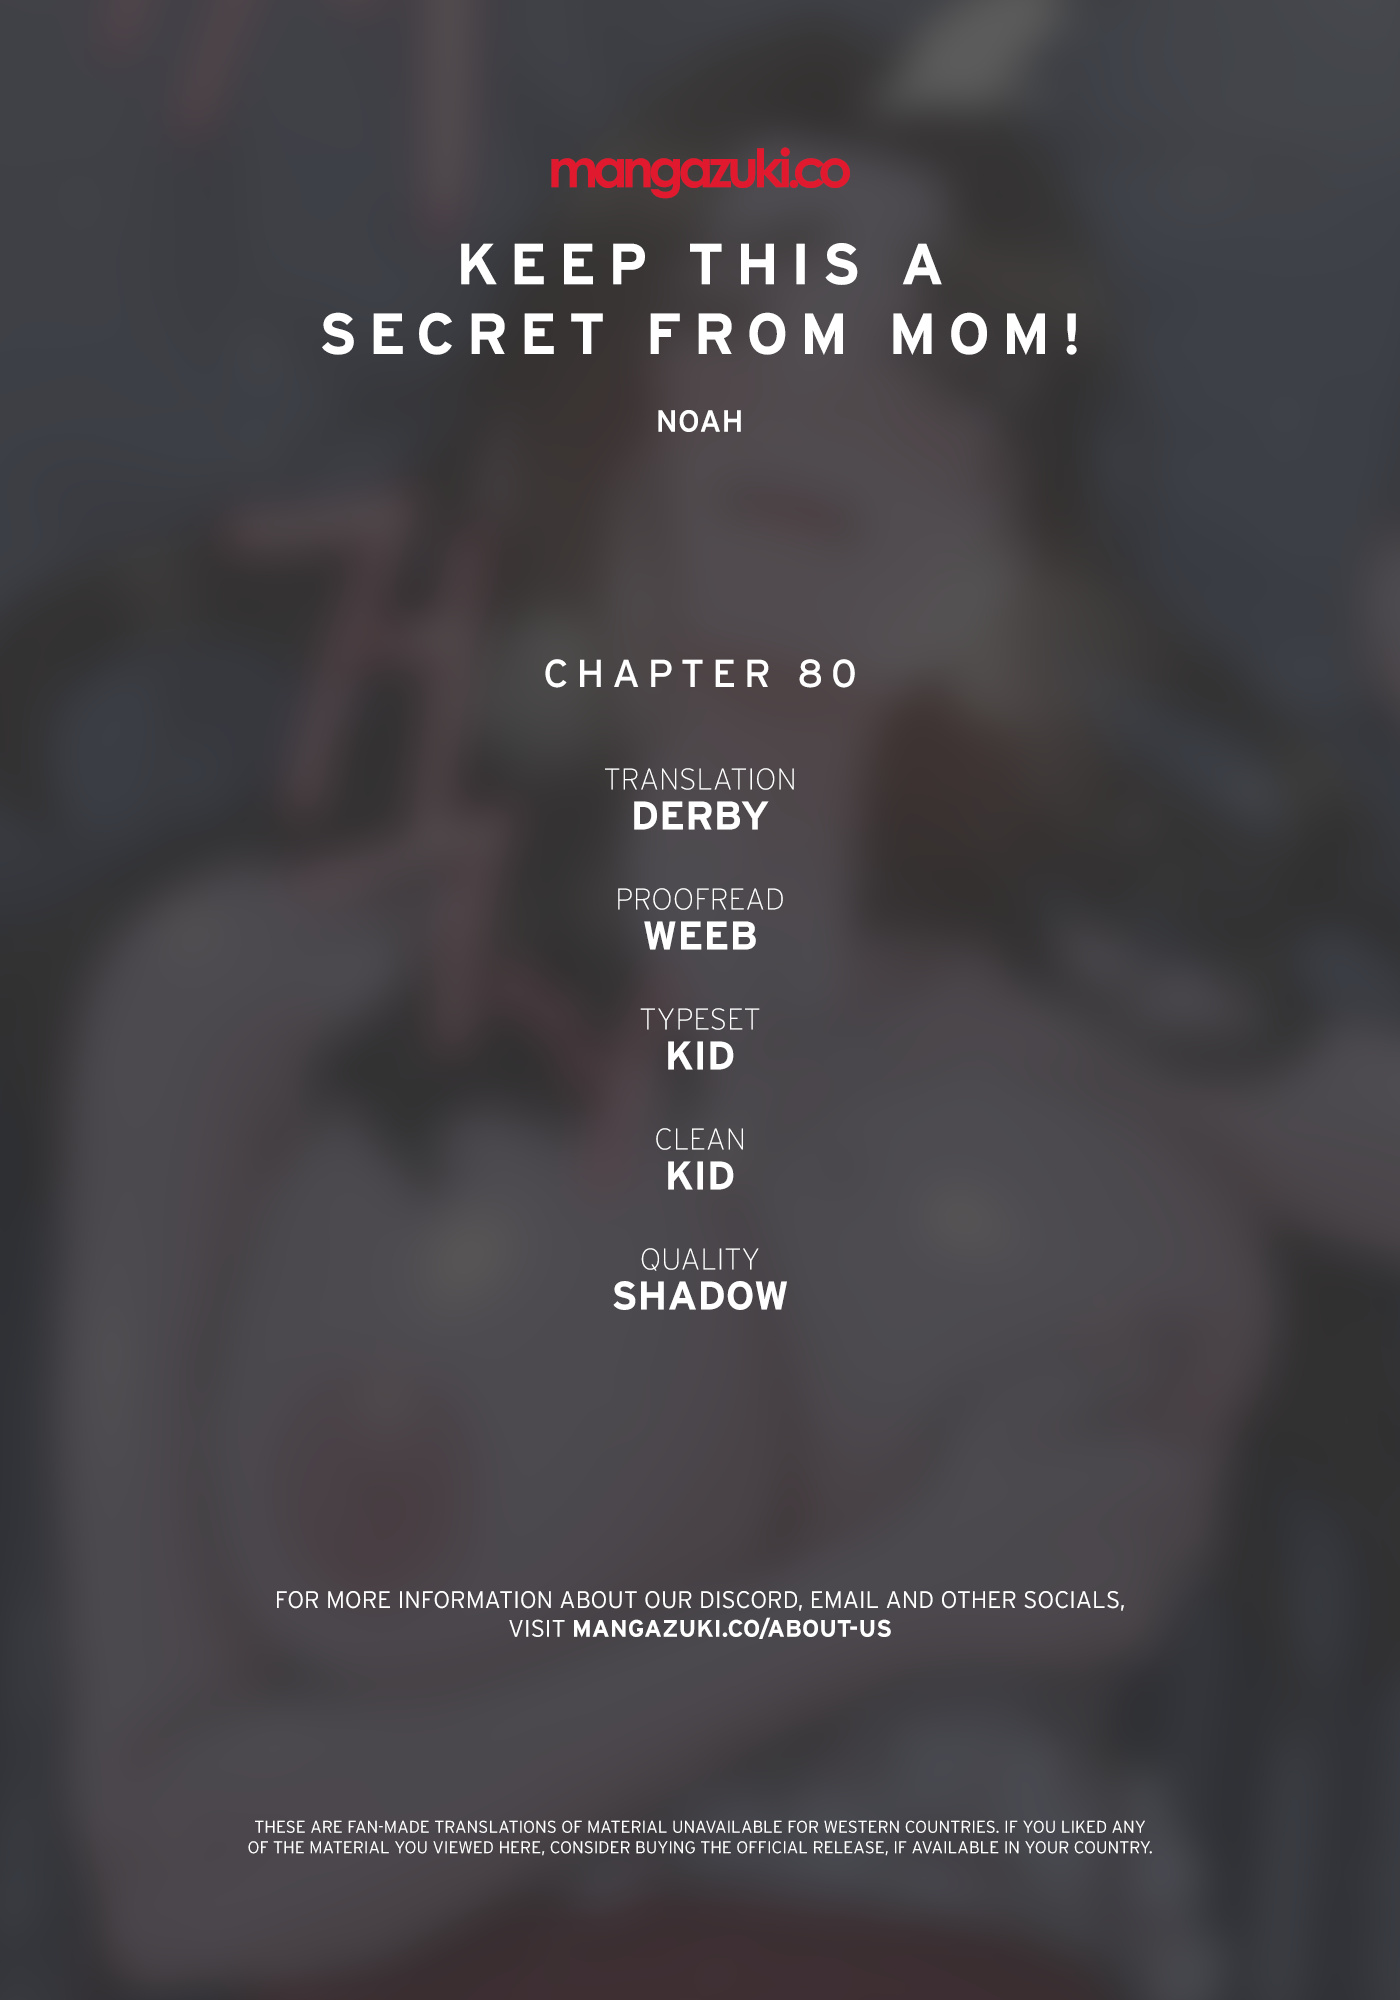 mangazuki.co
KEEP THIS A
SECRET FROM MOM!
NOAH
CHAPTER 80
TRANSLATION
DERBY
PROOFREAD
WEEB
TYPESET
KID
CLEAN
KID
QUALITY
SHADOW
FOR MORE INFORMATION ABOUT OUR DISCORD, EMAIL AND OTHER SOCIALS,
VISIT MANGAZUKI.CO/ABOUT-US
THESE ARE FAN-MADE TRANSLATIONS OF MATERIAL UNAVAILABLE FOR WESTERN COUNTRIES. IF YOU LIKED ANY
OF THE MATERIAL YOU VIEWED HERE, CONSIDER BUYING THE OFFICIAL RELEASE, IF AVAILABLE IN YOUR COUNTRY.